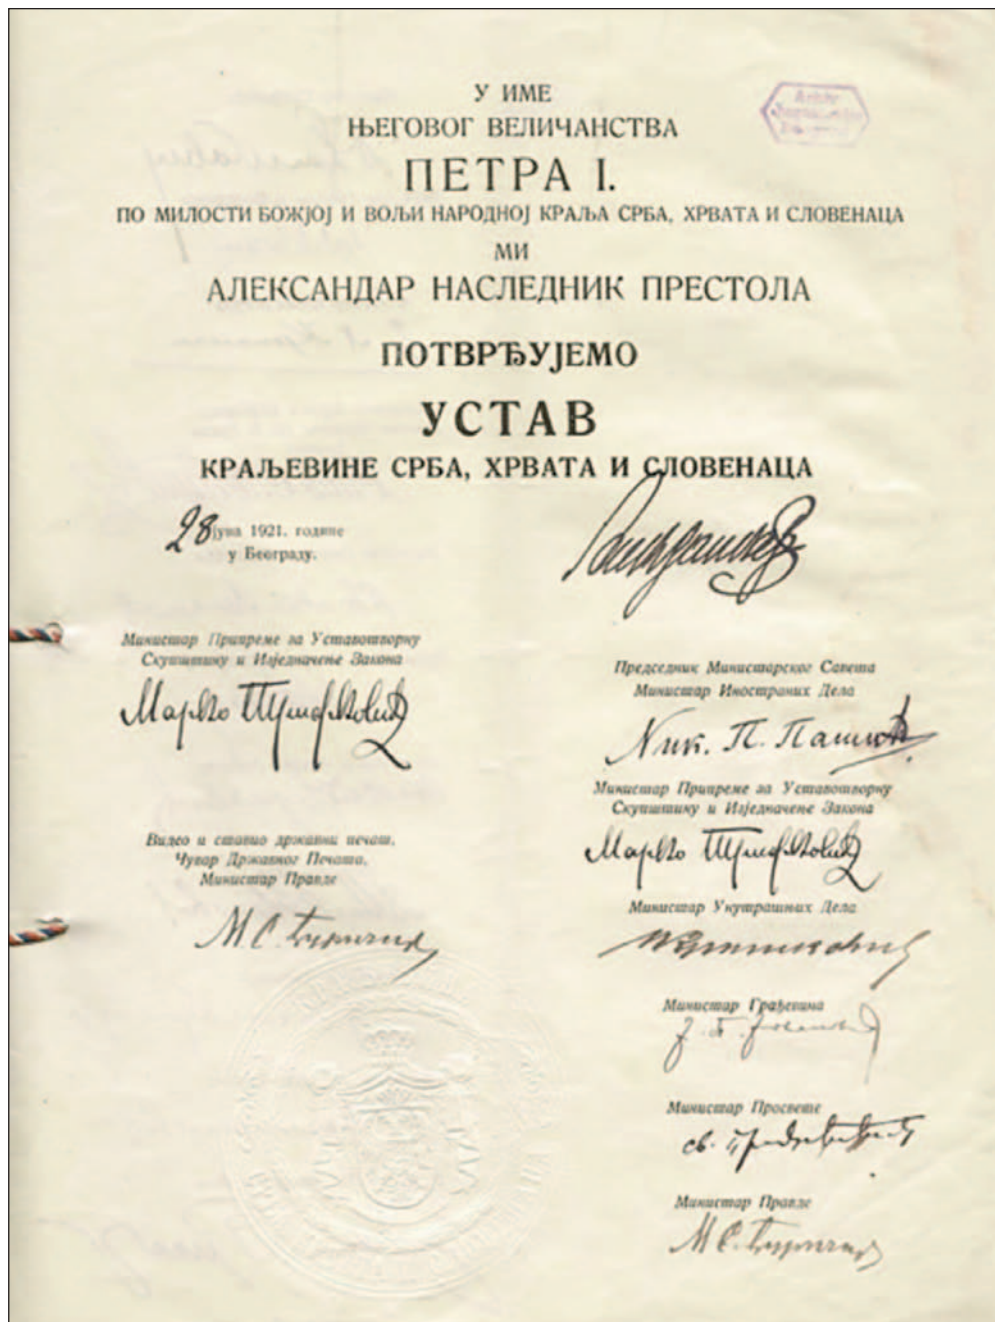 У ИМЕ
ЊЕГОВОГ ВЕЛИЧАНСТВА
ПЕТРА I.
ПО МИЛОСТИ БОЖЈОЈ И ВОЉИ НАРОДНОЈ КРАЉА СРБА, ХРВАТА И СЛОВЕНАЦА
МИ
АЛЕКСАНДАР НАСЛЕДНИК ПРЕСТОЛА
ПОТВРЂУЈЕМО
УСТАВ
КРАЉЕВИНЕ СРБА, ХРВАТА И СЛОВЕНАЦА
28 јуна 1921. године
у Београду.
Министар Припреме за Уставотворну
Скупштину и Изједначење Закона
Марко
Видео и ставио државни печат,
Чувар Државног Печата,
Министар Правде
М С.
Председник Министарског Савета
Министар Иностраних Дела
Ник. П. Пашић
Министар Припреме за Уставотворну
Скупштину и Изједначење Закона
Марко
Министар Унутрашних Дела
Министар Грађевина
Министар Просвете
св.
Министар Правде
М С.